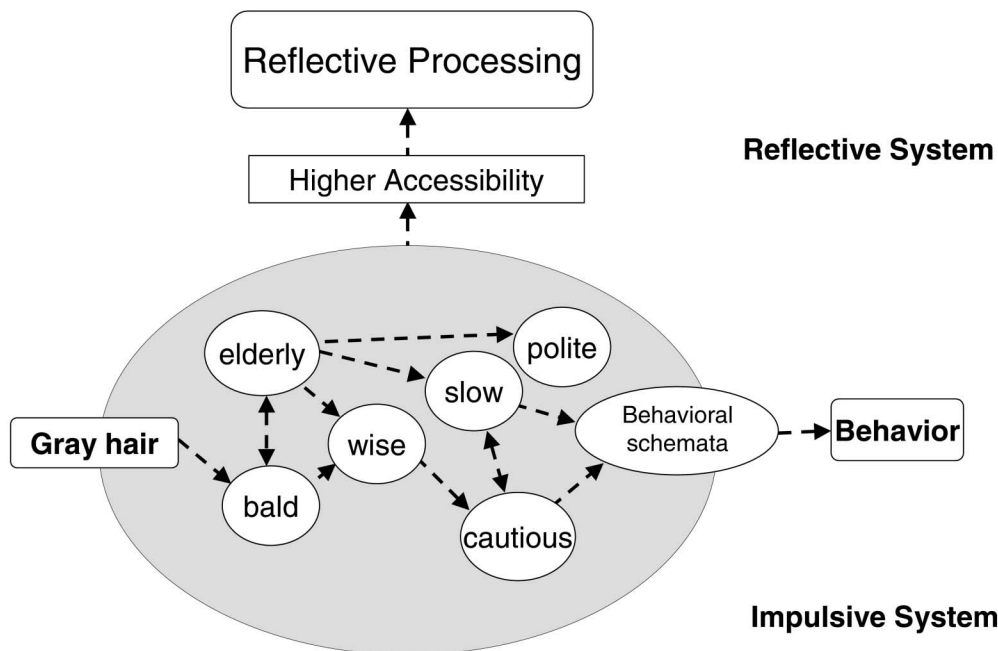 Reflective Processing
Reflective System
Higher Accessibility
elderly
polite
slow
Behavioral
schemata
Behavior
Gray hair
wise
bald
cautious
Impulsive System